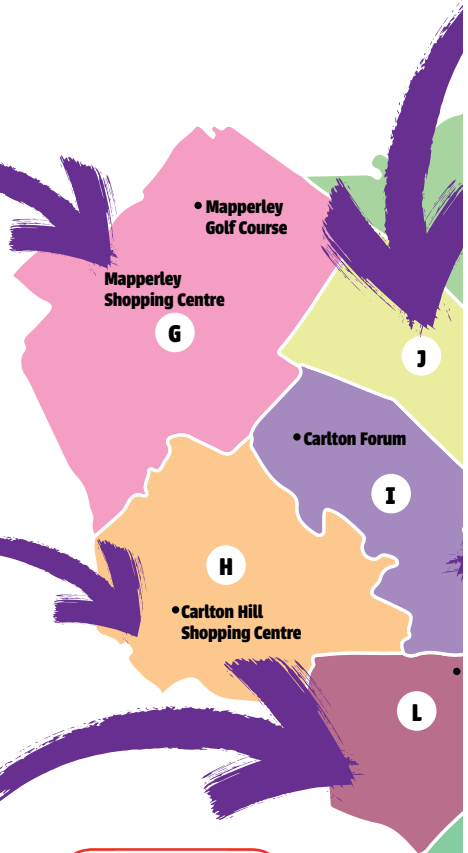 Mapperley
Golf Course
Mapperley
Shopping Centre
G
J
Carlton Forum
I
H
Carlton Hill
Shopping Centre
L